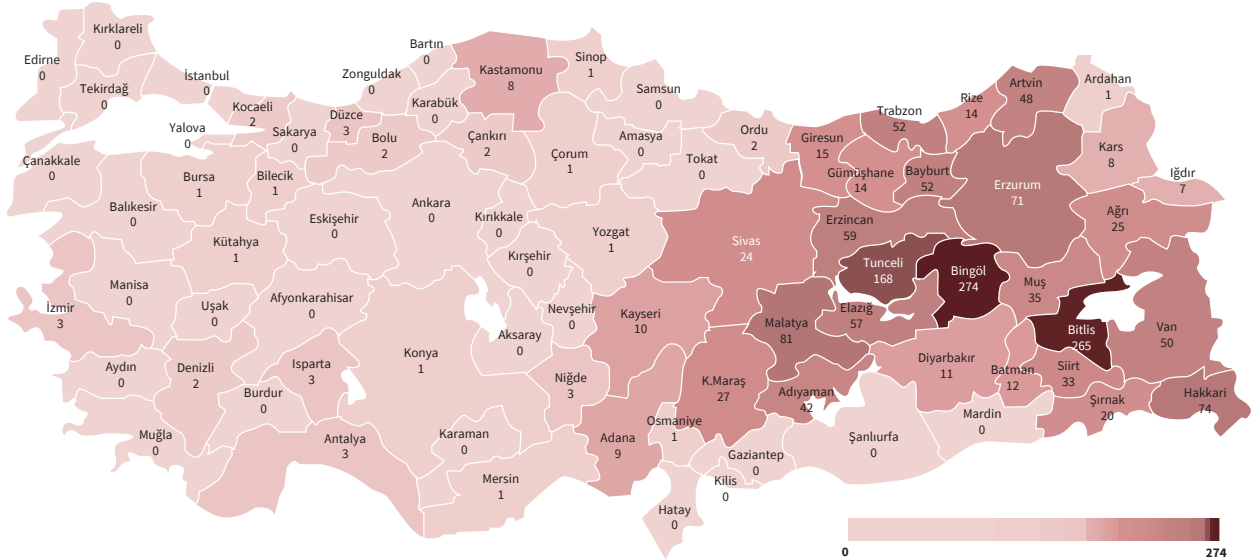 Kırklareli
0
Edirne
0
Tekirdağ
0
İstanbul
0
Kocaeli
2
Yalova
0
Sakarya
0
Düzce
3
Zonguldak
0
Bartın
0
Karabük
0
Kastamonu
8
Sinop
1
Samsun
0
Bolu
2
Çankırı
2
Çorum
1
Amasya
0
Tokat
0
Ordu
2
Giresun
15
Trabzon
52
Rize
14
Artvin
48
Ardahan
1
Gümüşhane
14
Bayburt
52
Erzurum
71
Kars
8
Iğdır
7
Ağrı
25
Çanakkale
0
Balıkesir
0
Bursa
1
Bilecik
1
Eskişehir
0
Kütahya
1
Ankara
0
Kırıkkale
0
Kırşehir
0
Yozgat
1
Sivas
24
Erzincan
59
Tunceli
168
Bingöl
274
Muş
35
Bitlis
265
Van
50
Manisa
0
İzmir
3
Uşak
0
Afyonkarahisar
0
Konya
1
Aksaray
0
Nevşehir
0
Kayseri
10
Malatya
81
Elazığ
57
Diyarbakır
11
Batman
12
Siirt
33
Şırnak
20
Hakkari
74
Aydın
0
Denizli
2
Isparta
3
Burdur
0
Muğla
0
Antalya
3
Karaman
0
Mersin
1
Niğde
3
Adana
9
Osmaniye
1
K.Maraş
27
Adıyaman
42
Gaziantep
0
Kilis
0
Hatay
0
Şanlıurfa
0
Mardin
0
0
274